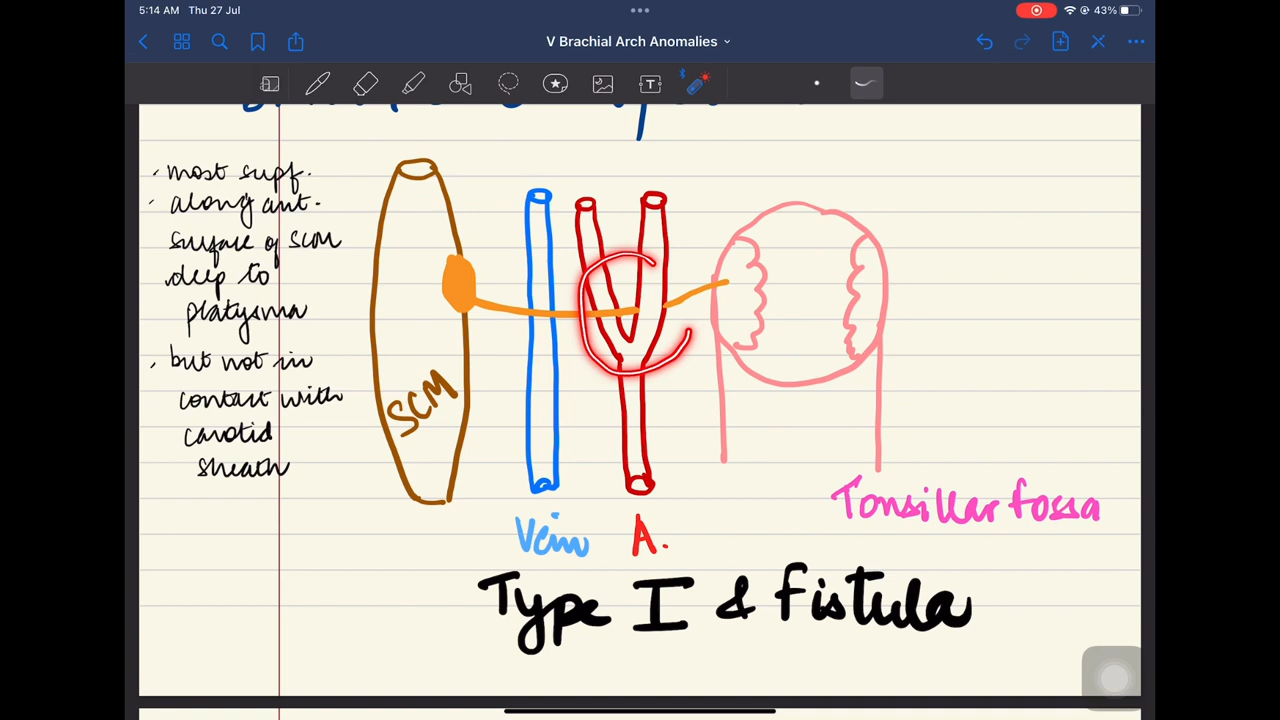 5:14 AM Thu 27 Jul
43%
V Brachial Arch Anomalies
T
· most supf.
· along ant.
surface of SCM
deep to
platysma
· but not in
contact with
carotid
sheath
SCM
Vein
A.
Tonsillar fossa
Type I & Fistula